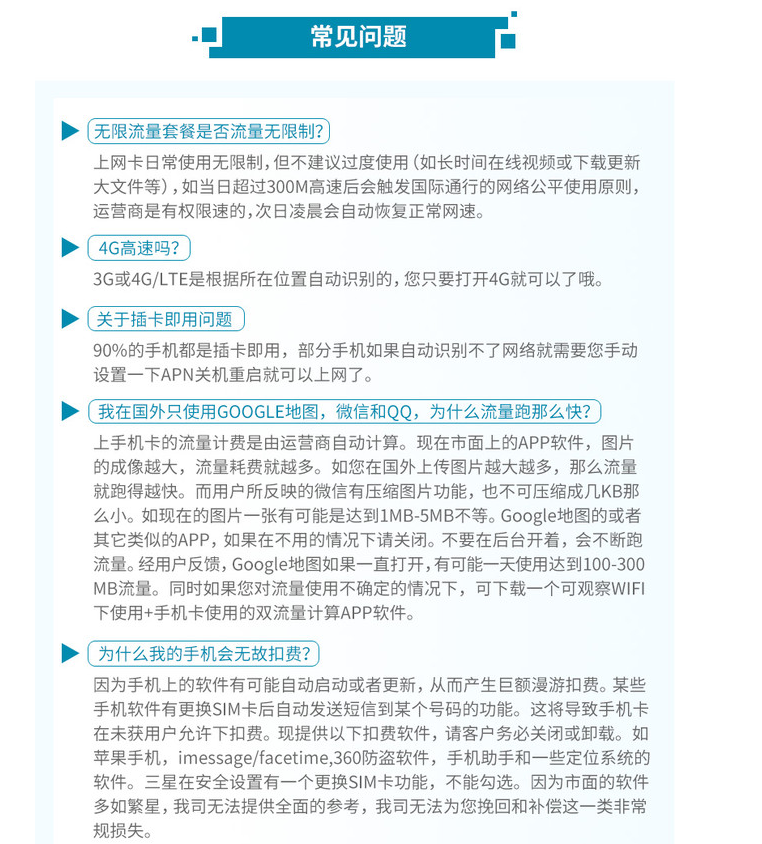 常见问题
无限流量套餐是否流量无限制？
上网卡日常使用无限制，但不建议过度使用（如长时间在线视频或下载更新
大文件等），如当日超过300M高速后会触发国际通行的网络公平使用原则，
运营商是有权限速的，次日凌晨会自动恢复正常网速。
4G高速吗？
3G或4G/LTE是根据所在位置自动识别的，您只要打开4G就可以了哦。
关于插卡即用问题
90%的手机都是插卡即用，部分手机如果自动识别不了网络就需要您手动
设置一下APN关机重启就可以上网了。
我在国外只使用GOOGLE地图，微信和QQ，为什么流量跑那么快？
上手机卡的流量计费是由运营商自动计算。现在市面上的APP软件，图片
的成像越大，流量耗费就越多。如您在国外上传图片越大越多，那么流量
就跑得越快。而用户所反映的微信有压缩图片功能，也不可压缩成几KB那
么小。如现在的图片一张有可能是达到1MB-5MB不等。Google地图的或者
其它类似的APP，如果在不用的情况下请关闭。不要在后台开着，会不断跑
流量。经用户反馈，Google地图如果一直打开，有可能一天使用达到100-300
MB流量。同时如果您对流量使用不确定的情况下，可下载一个可观察WIFI
下使用+手机卡使用的双流量计算APP软件。
为什么我的手机会无故扣费？
因为手机上的软件有可能自动启动或者更新，从而产生巨额漫游扣费。某些
手机软件有更换SIM卡后自动发送短信到某个号码的功能。这将导致手机卡
在未获用户允许下扣费。现提供以下扣费软件，请客户务必关闭或卸载。如
苹果手机，imessage/facetime,360防盗软件，手机助手和一些定位系统的
软件。三星在安全设置有一个更换SIM卡功能，不能勾选。因为市面的软件
多如繁星，我司无法提供全面的参考，我司无法为您挽回和补偿这一类非常
规损失。